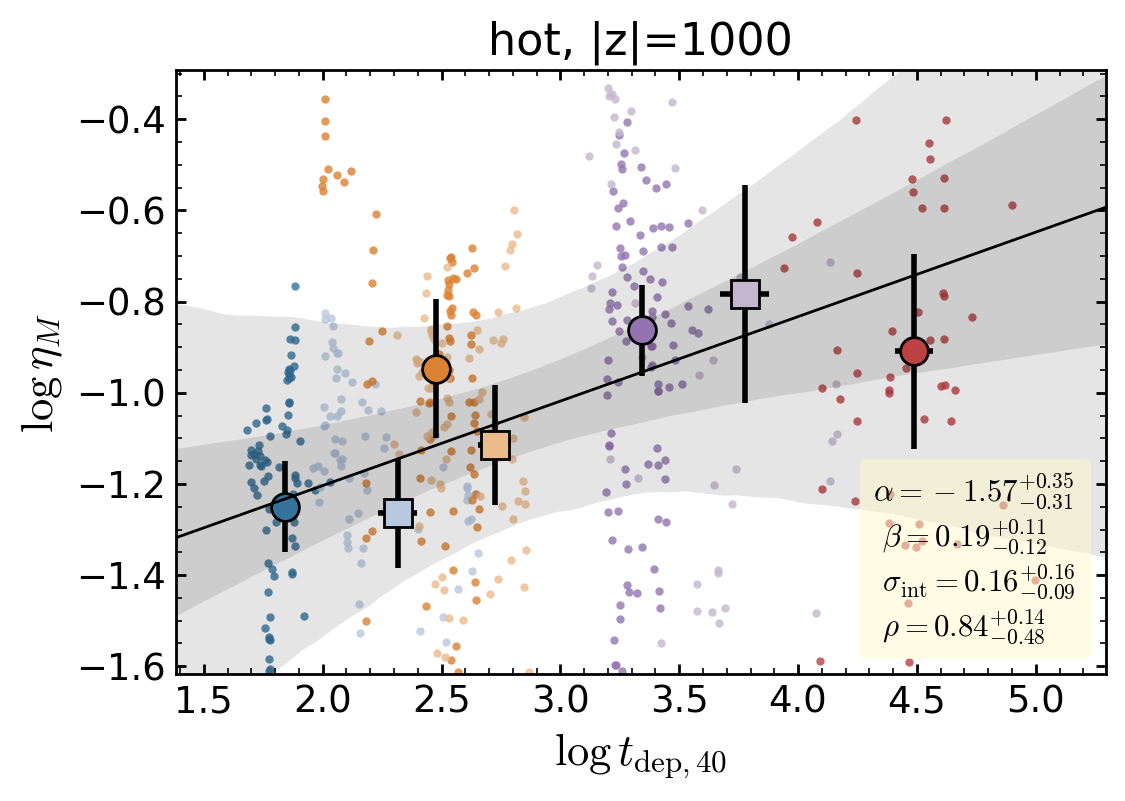 hot, |z|=1000
−0.4
−0.6
−0.8
−1.0
−1.2
−1.4
−1.6
log η_M
α = −1.57^{+0.35}_{−0.31}
β = 0.19^{+0.11}_{−0.12}
σ_int = 0.16^{+0.16}_{−0.09}
ρ = 0.84^{+0.14}_{−0.48}
1.5 2.0 2.5 3.0 3.5 4.0 4.5 5.0
log t_{dep, 40}